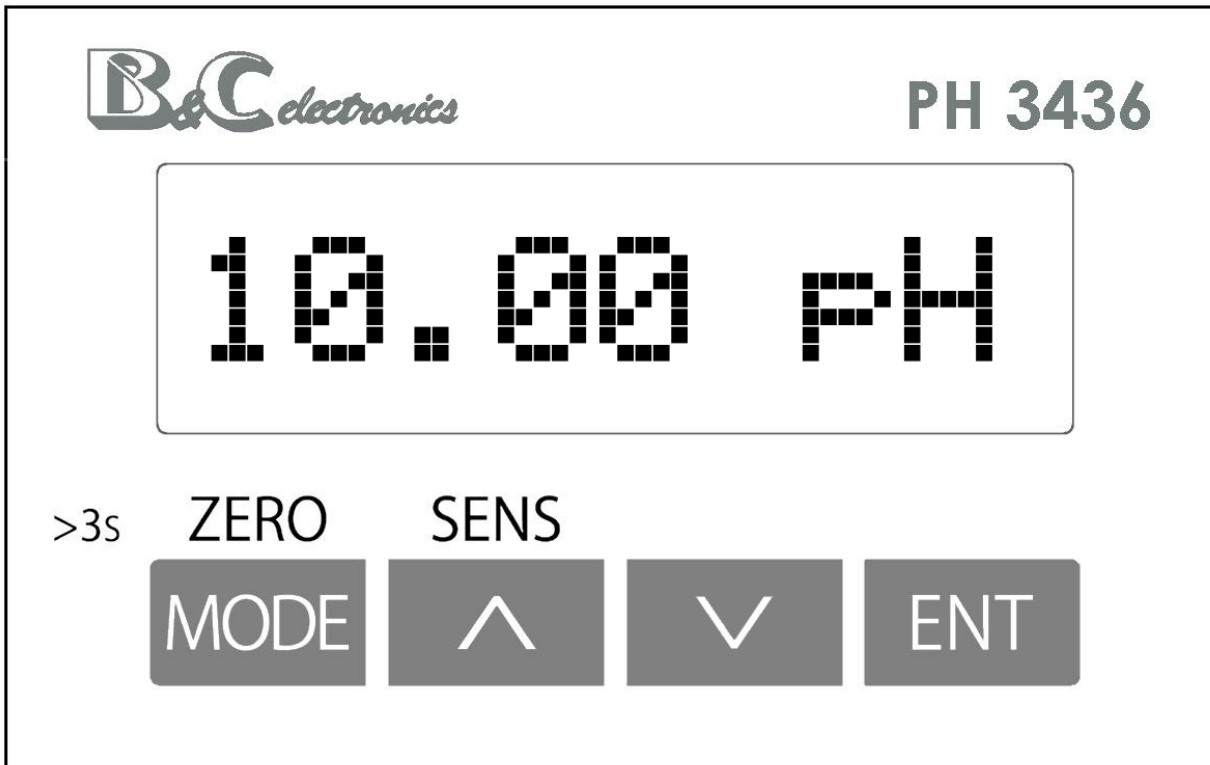 B&C electronics
PH 3436
10.00 pH
>3s ZERO SENS
MODE ∧ ∨ ENT